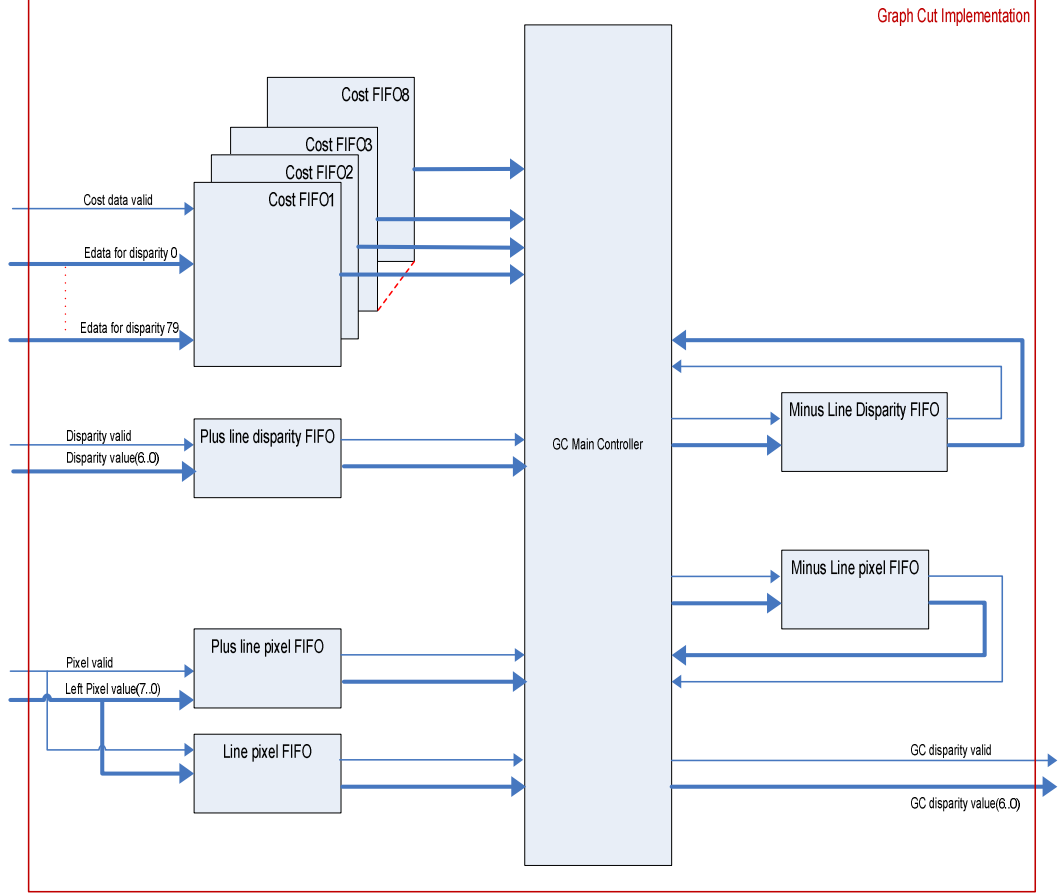 Graph Cut Implementation
Cost FIFO8
Cost FIFO3
Cost FIFO2
Cost FIFO1
Cost data valid
Edata for disparity 0
Edata for disparity 79
Plus line disparity FIFO
Disparity valid
Disparity value(6..0)
GC Main Controller
Minus Line Disparity FIFO
Minus Line pixel FIFO
Plus line pixel FIFO
Pixel valid
Left Pixel value(7..0)
Line pixel FIFO
GC disparity valid
GC disparity value(6..0)